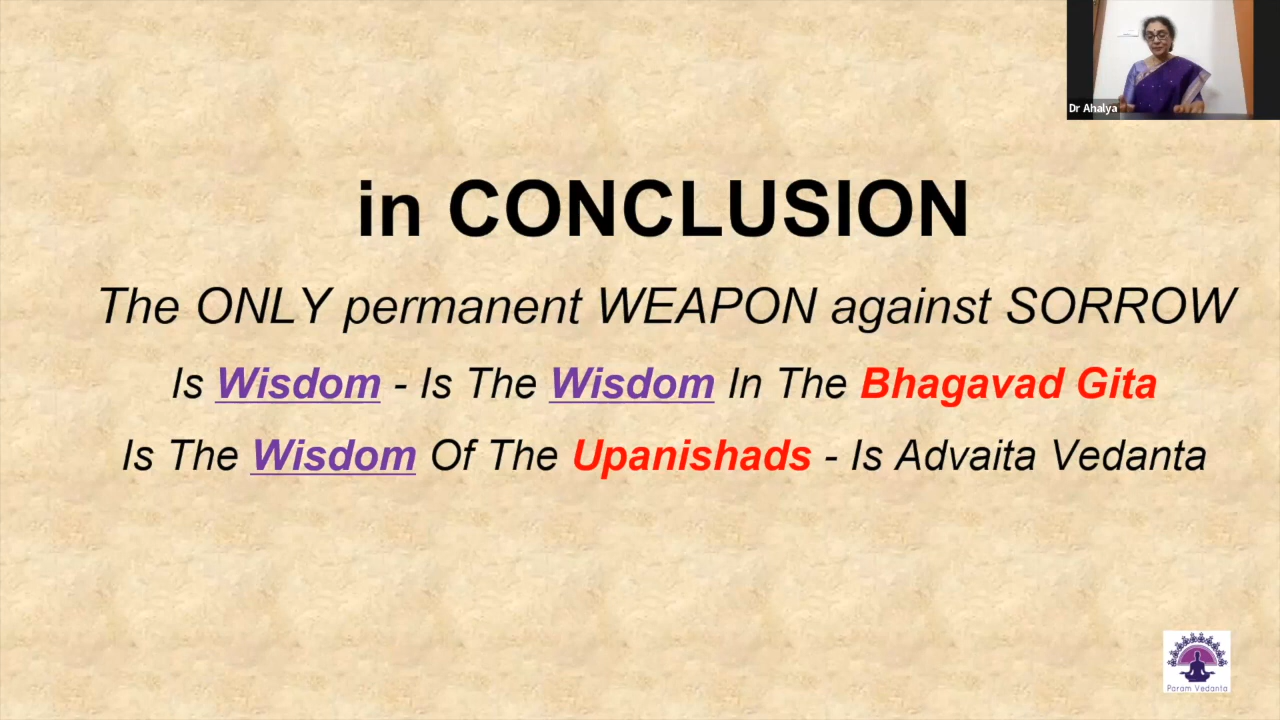 Dr Ahalya
in CONCLUSION
The ONLY permanent WEAPON against SORROW
Is Wisdom - Is The Wisdom In The Bhagavad Gita
Is The Wisdom Of The Upanishads - Is Advaita Vedanta
Param Vedanta